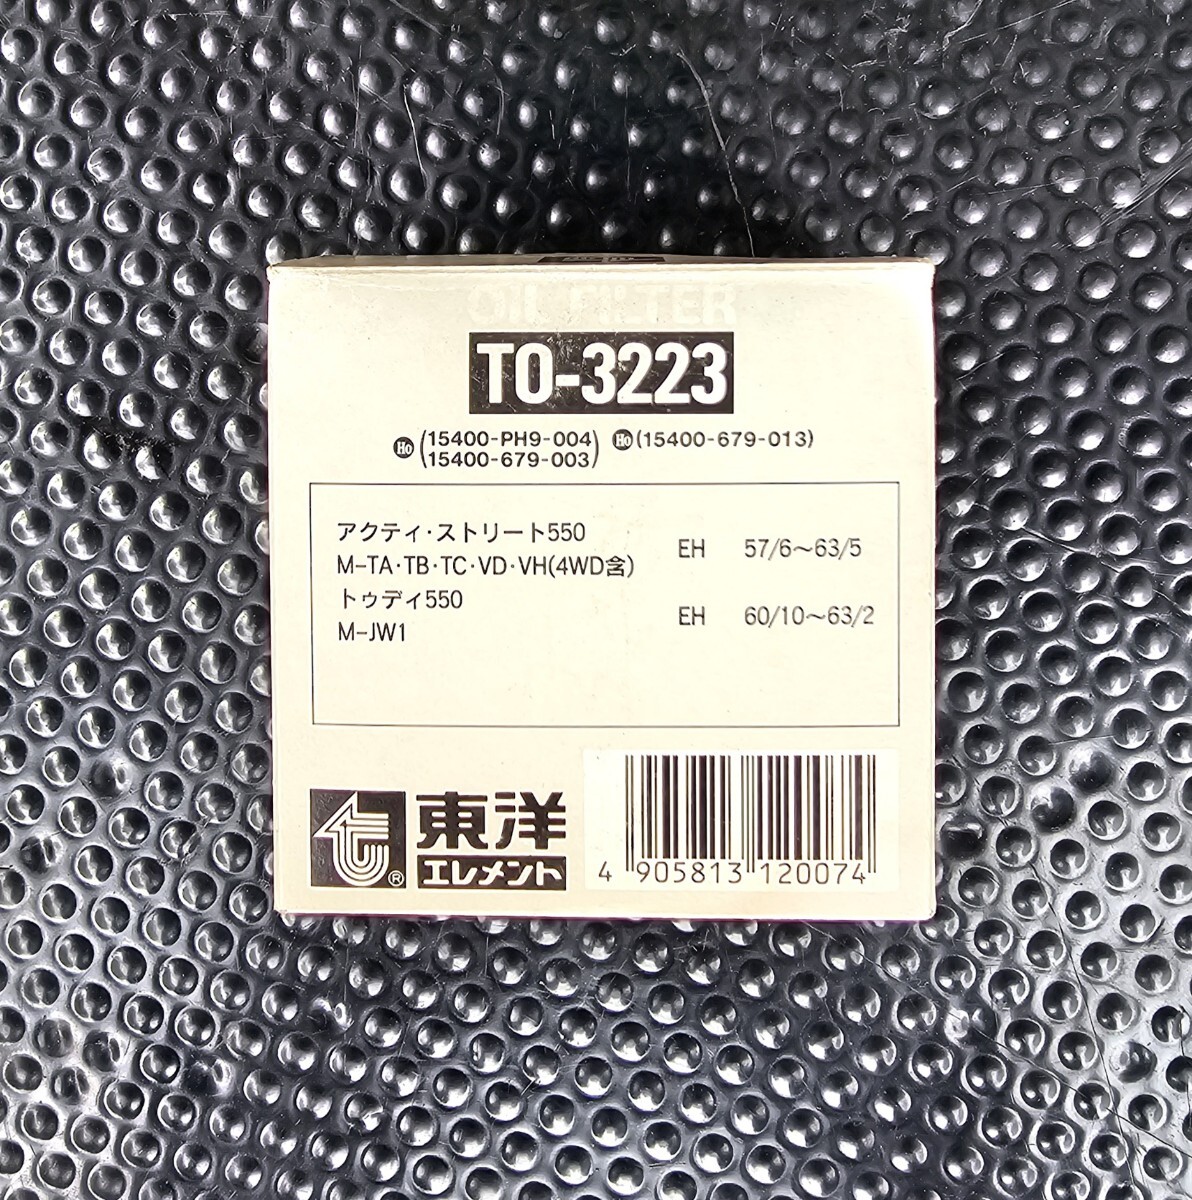 OIL FILTER
TO-3223
Ho (15400-PH9-004) Ho (15400-679-013)
(15400-679-003)
アクティ・ストリート550
M-TA・TB・TC・VD・VH(4WD含) EH 57/6～63/5
トゥディ550
M-JW1 EH 60/10～63/2
東洋
エレメント
®
4 905813 120074